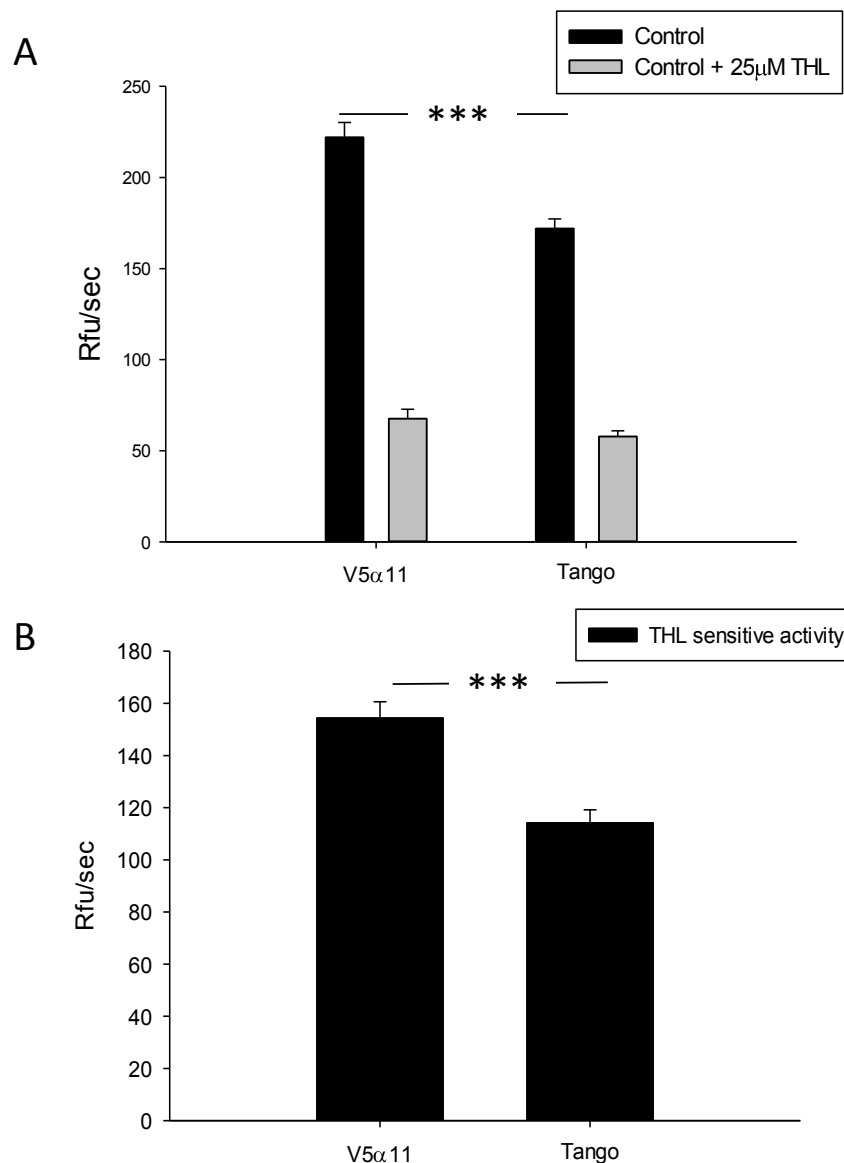 A
Control
Control + 25μM THL
250
200
150
100
50
0
Rfu/sec
***
V5α11
Tango
B
THL sensitive activity
180
160
140
120
100
80
60
40
20
0
Rfu/sec
***
V5α11
Tango